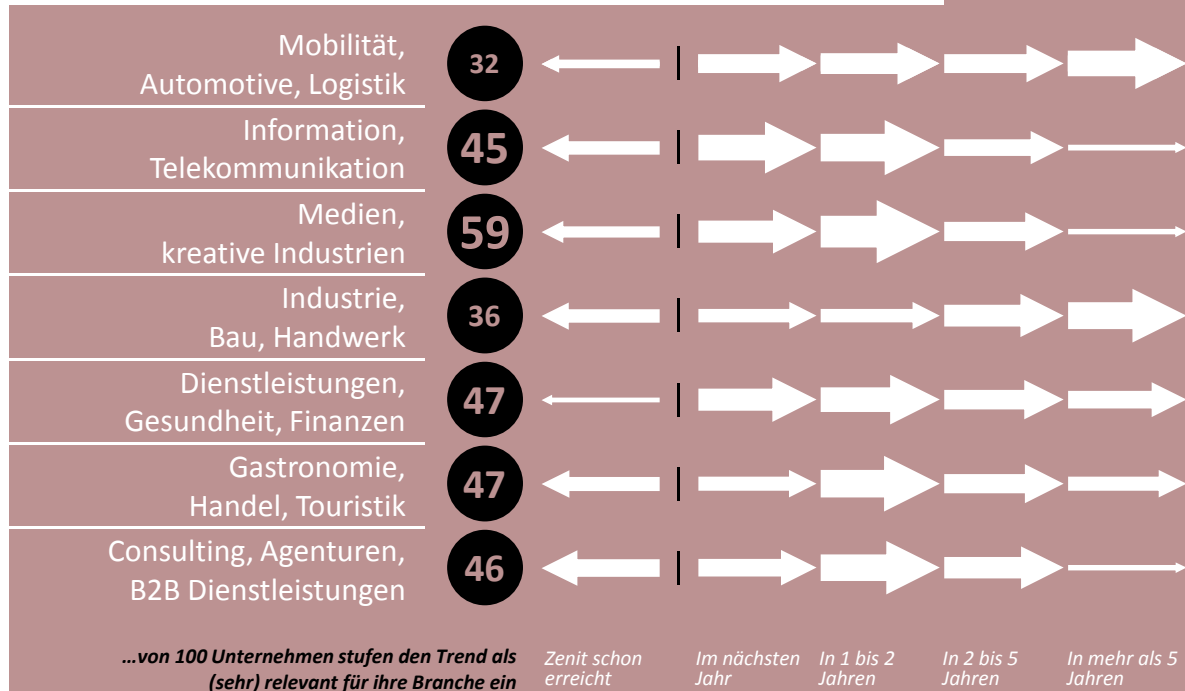 Mobilität,
Automotive, Logistik
32
Information,
Telekommunikation
45
Medien,
kreative Industrien
59
Industrie,
Bau, Handwerk
36
Dienstleistungen,
Gesundheit, Finanzen
47
Gastronomie,
Handel, Touristik
47
Consulting, Agenturen,
B2B Dienstleistungen
46
...von 100 Unternehmen stufen den Trend als
(sehr) relevant für ihre Branche ein
Zenit schon
erreicht
Im nächsten
Jahr
In 1 bis 2
Jahren
In 2 bis 5
Jahren
In mehr als 5
Jahren